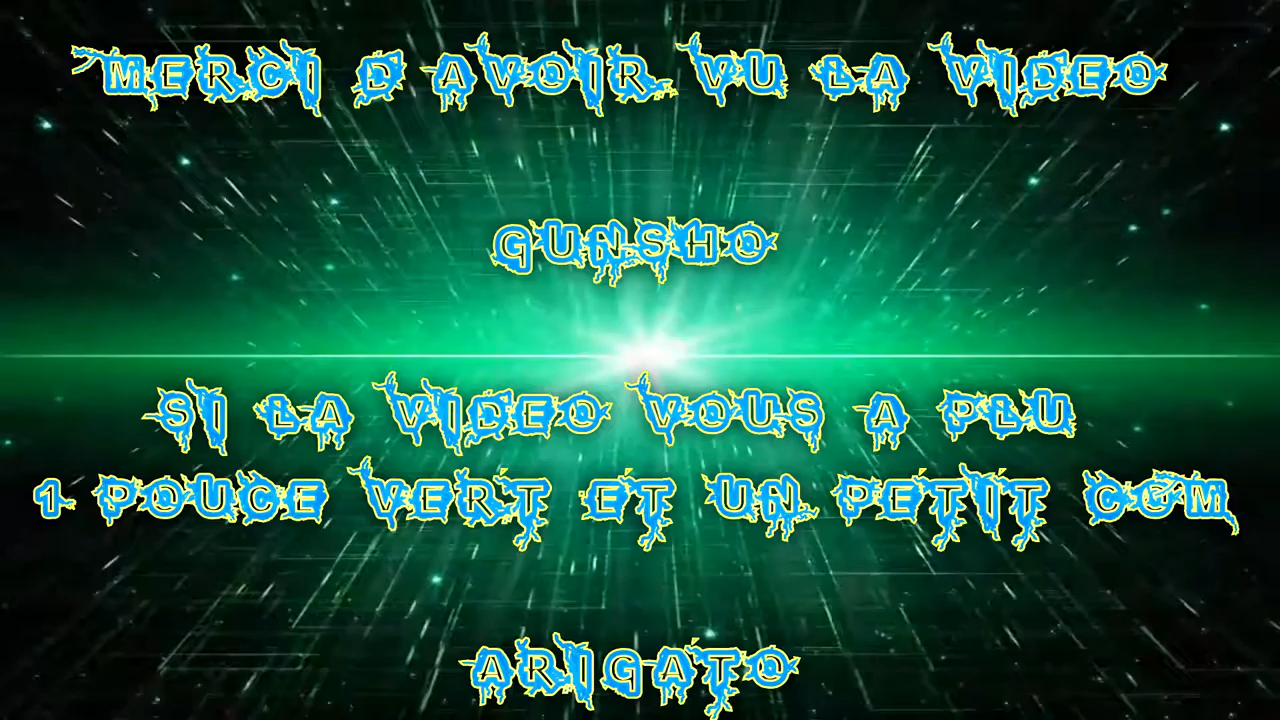 MERCI D AVOIR VU LA VIDEO
GUNSHO
SI LA VIDEO VOUS A PLU
1 POUCE VERT ET UN PETIT COM
ARIGATO